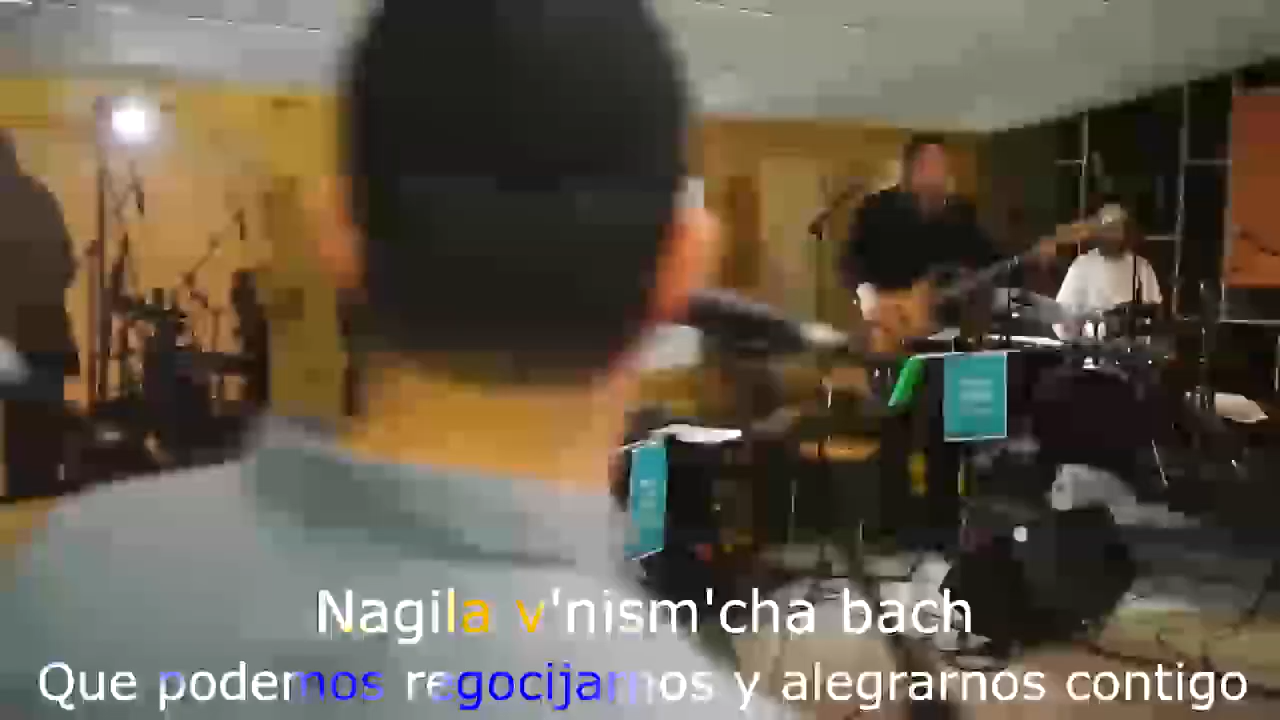 Nagila v'nism'cha bach
Que podemos regocijarnos y alegrarnos contigo